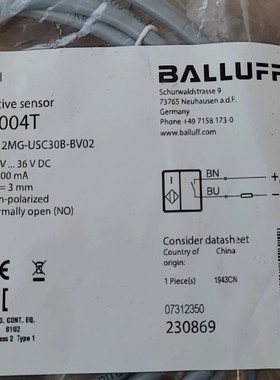 BALLUFF
Schurwaldstrasse 9
73765 Neuhausen a.d.F.
Germany
Phone +49 7158 173-0
www.balluff.com
tive sensor
004T
2MG-USC30B-BV02
V ... 36 V DC
00 mA
= 3 mm
n-polarized
rmally open (NO)
BN
+
BU
-
Consider datasheet
Country of China
origin:
1 Piece(s) 1943CN
07312350
230869
D. CONT. EQ.
B1U2
ss 2 Type 1